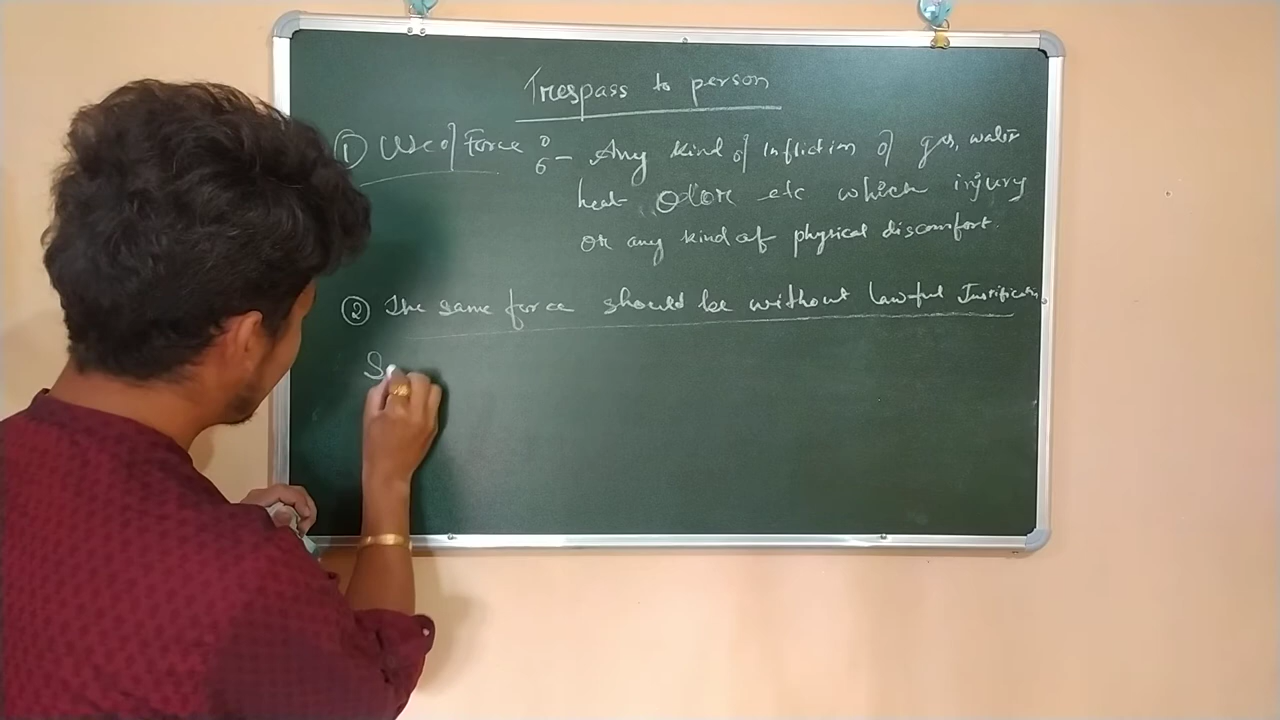 Trespass to person
① Use of Force :- Any kind of infliction of gas, water
heat odore etc which injury
or any kind of physical discomfort.
② The same force should be without lawful Justification
S